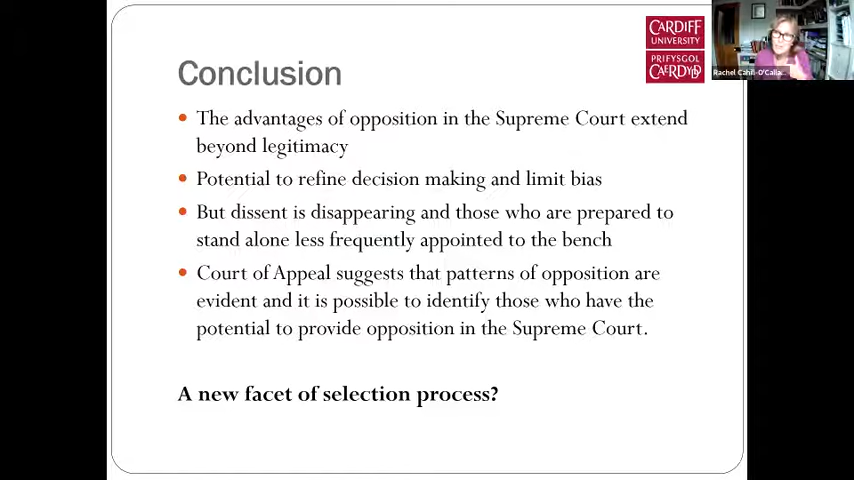 Conclusion
CARDIFF
UNIVERSITY
PRIFYSGOL
CAERDYDD
The advantages of opposition in the Supreme Court extend
beyond legitimacy
Potential to refine decision making and limit bias
But dissent is disappearing and those who are prepared to
stand alone less frequently appointed to the bench
Court of Appeal suggests that patterns of opposition are
evident and it is possible to identify those who have the
potential to provide opposition in the Supreme Court.
A new facet of selection process?
Rachel